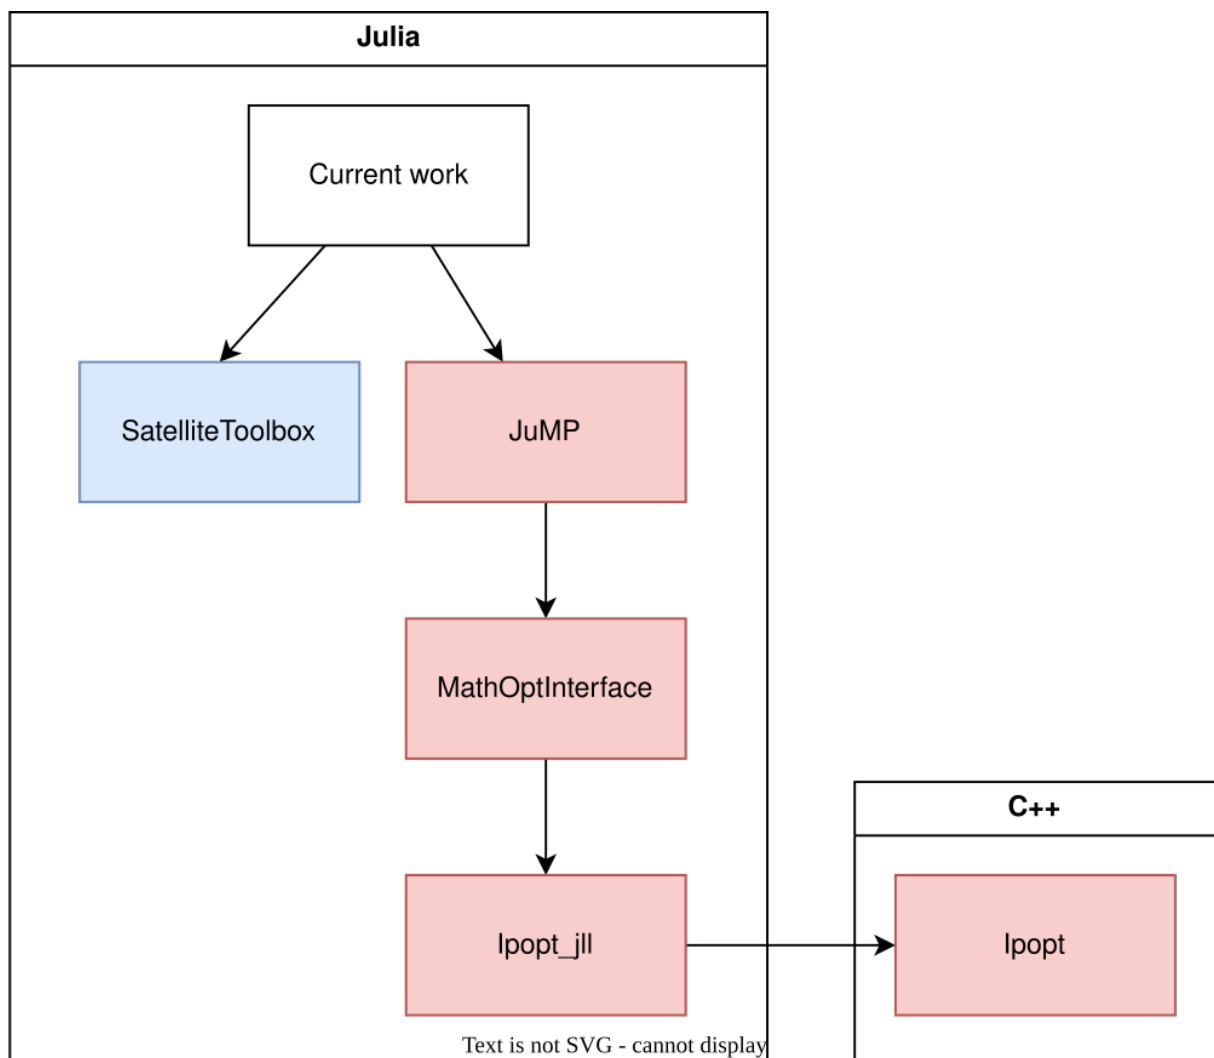 Julia
Current work
SatelliteToolbox
JuMP
MathOptInterface
C++
Ipopt_jll
Ipopt
Text is not SVG - cannot display